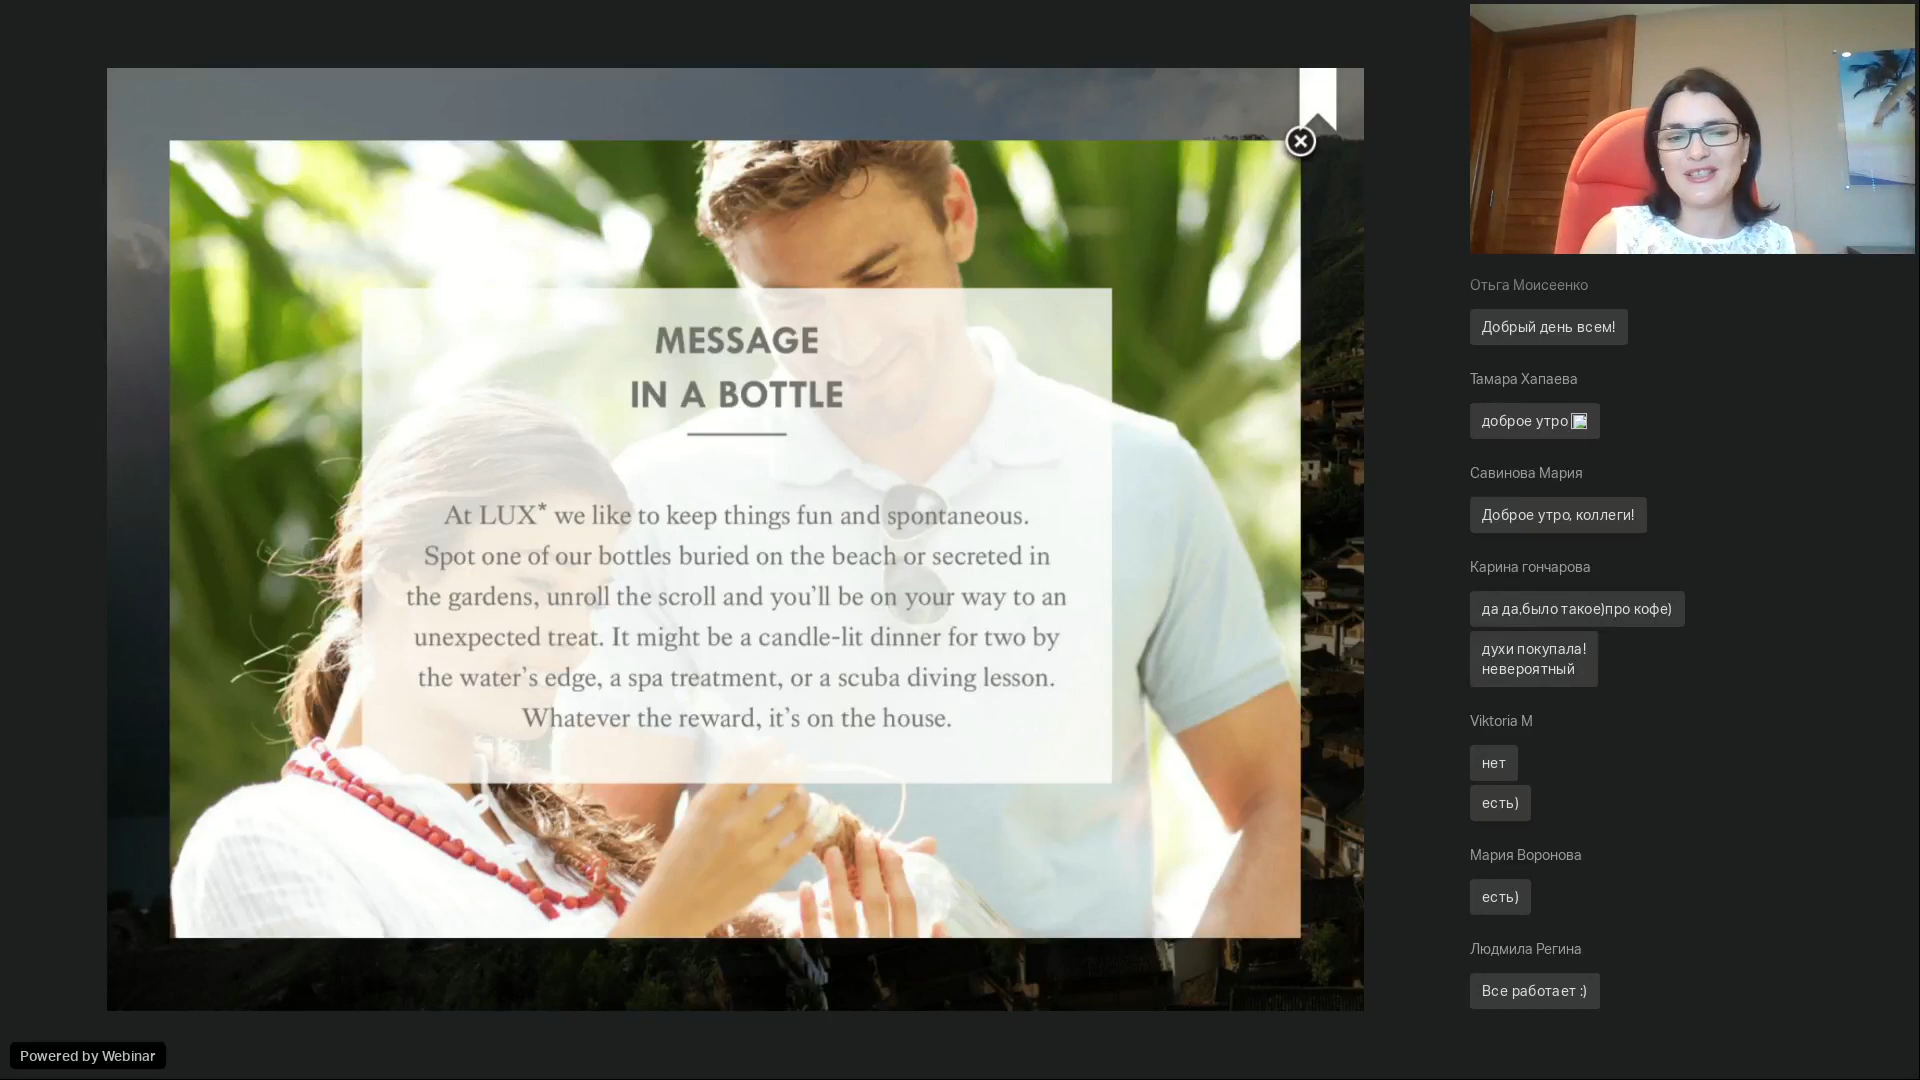 MESSAGE
IN A BOTTLE
At LUX* we like to keep things fun and spontaneous.
Spot one of our bottles buried on the beach or secreted in
the gardens, unroll the scroll and you’ll be on your way to an
unexpected treat. It might be a candle-lit dinner for two by
the water’s edge, a spa treatment, or a scuba diving lesson.
Whatever the reward, it’s on the house.
Отьга Моисеенко
Добрый день всем!
Тамара Хапаева
доброе утро
Савинова Мария
Доброе утро, коллеги!
Карина гончарова
да да,было такое)про кофе)
духи покупала!
невероятный
Viktoria M
нет
есть)
Мария Воронова
есть)
Людмила Регина
Все работает :)
Powered by Webinar